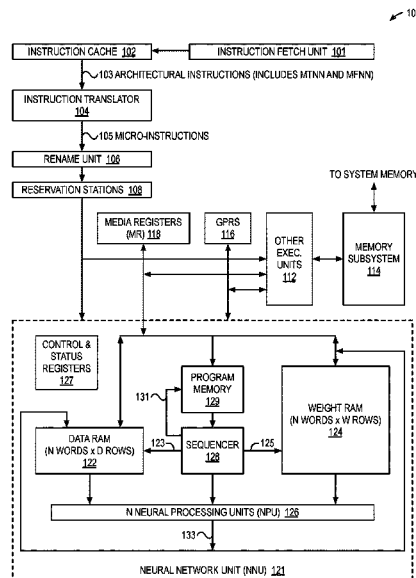 10
INSTRUCTION CACHE 102
INSTRUCTION FETCH UNIT 101
103 ARCHITECTURAL INSTRUCTIONS (INCLUDES MTNN AND MFNN)
INSTRUCTION TRANSLATOR
104
105 MICRO-INSTRUCTIONS
RENAME UNIT 106
RESERVATION STATIONS 108
TO SYSTEM MEMORY
MEDIA REGISTERS
(MR) 118
GPRS
116
OTHER
EXEC.
UNITS
112
MEMORY
SUBSYSTEM
114
CONTROL &
STATUS
REGISTERS
127
131
PROGRAM
MEMORY
129
WEIGHT RAM
(N WORDS x W ROWS)
124
DATA RAM
(N WORDS x D ROWS)
122
123
SEQUENCER
128
125
N NEURAL PROCESSING UNITS (NPU) 126
133
NEURAL NETWORK UNIT (NNU) 121